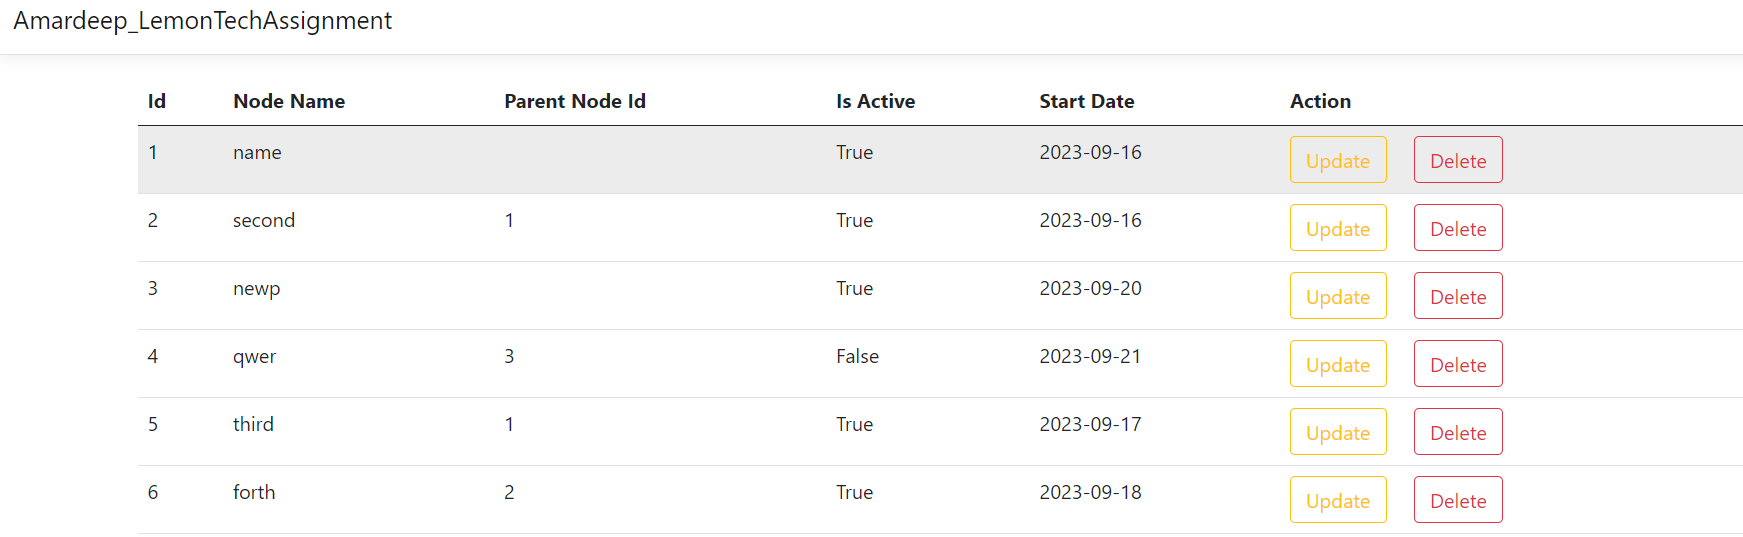 Amardeep_LemonTechAssignment
Id Node Name Parent Node Id Is Active Start Date Action
1 name True 2023-09-16 Update Delete
2 second 1 True 2023-09-16 Update Delete
3 newp True 2023-09-20 Update Delete
4 qwer 3 False 2023-09-21 Update Delete
5 third 1 True 2023-09-17 Update Delete
6 forth 2 True 2023-09-18 Update Delete